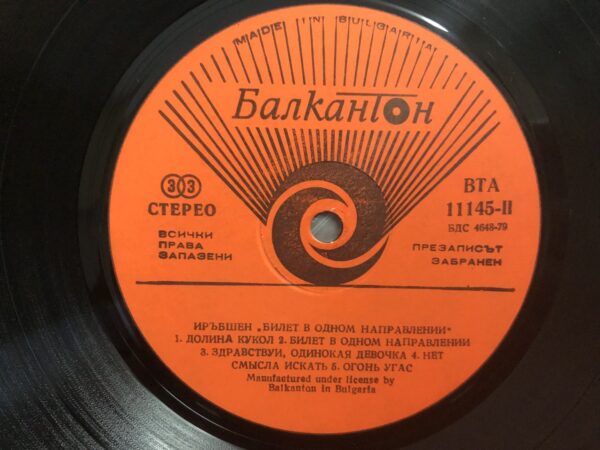 MADE IN BULGARIA
Балкантон
33
СТЕРЕО
ВСИЧКИ
ПРАВА
ЗАПАЗЕНИ
ВТА
11145-II
БДС 4648-79
ПРЕЗАПИСЪТ
ЗАБРАНЕН
ИРЪБШЕН „БИЛЕТ В ОДНОМ НАПРАВЛЕНИИ“
1. ДОЛИНА КУКОЛ 2. БИЛЕТ В ОДНОМ НАПРАВЛЕНИИ
3. ЗДРАВСТВУИ, ОДИНОКАЯ ДЕВОЧКА 4. НЕТ
СМЫСЛА ИСКАТЬ 5. ОГОНЬ УГАС
Manufactured under license by
Balkanton in Bulgaria